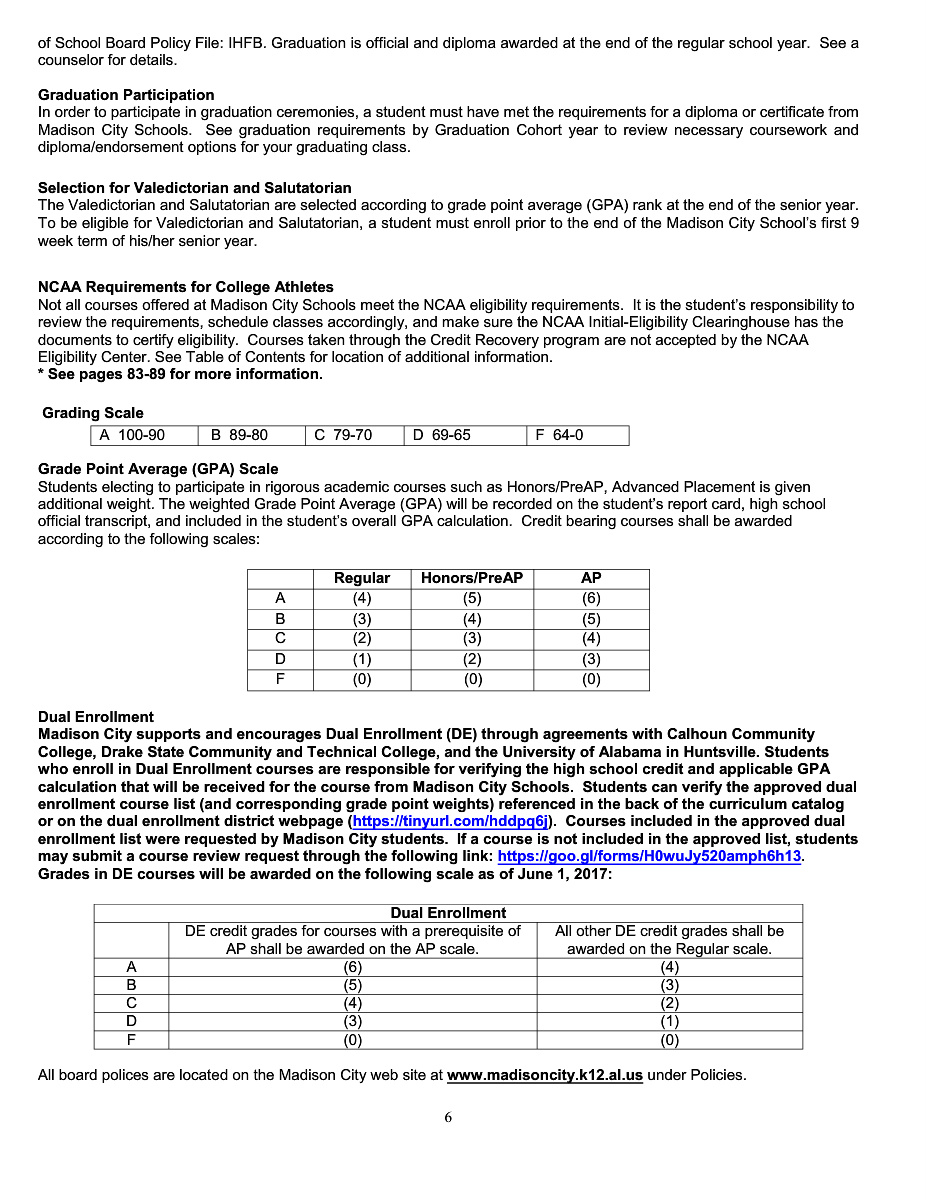 of School Board Policy File: IHFB. Graduation is official and diploma awarded at the end of the regular school year.  See a
counselor for details.
Graduation Participation
In order to participate in graduation ceremonies, a student must have met the requirements for a diploma or certificate from
Madison City Schools.  See graduation requirements by Graduation Cohort year to review necessary coursework and
diploma/endorsement options for your graduating class.
Selection for Valedictorian and Salutatorian
The Valedictorian and Salutatorian are selected according to grade point average (GPA) rank at the end of the senior year.
To be eligible for Valedictorian and Salutatorian, a student must enroll prior to the end of the Madison City School's first 9
week term of his/her senior year.
NCAA Requirements for College Athletes
Not all courses offered at Madison City Schools meet the NCAA eligibility requirements.  It is the student's responsibility to
review the requirements, schedule classes accordingly, and make sure the NCAA Initial-Eligibility Clearinghouse has the
documents to certify eligibility.  Courses taken through the Credit Recovery program are not accepted by the NCAA
Eligibility Center. See Table of Contents for location of additional information.
* See pages 83-89 for more information.
Grading Scale
A 100-90 B 89-80 C 79-70 D 69-65 F 64-0
Grade Point Average (GPA) Scale
Students electing to participate in rigorous academic courses such as Honors/PreAP, Advanced Placement is given
additional weight. The weighted Grade Point Average (GPA) will be recorded on the student's report card, high school
official transcript, and included in the student's overall GPA calculation.  Credit bearing courses shall be awarded
according to the following scales:
Regular Honors/PreAP AP
A (4) (5) (6)
B (3) (4) (5)
C (2) (3) (4)
D (1) (2) (3)
F (0) (0) (0)
Dual Enrollment
Madison City supports and encourages Dual Enrollment (DE) through agreements with Calhoun Community
College, Drake State Community and Technical College, and the University of Alabama in Huntsville. Students
who enroll in Dual Enrollment courses are responsible for verifying the high school credit and applicable GPA
calculation that will be received for the course from Madison City Schools.  Students can verify the approved dual
enrollment course list (and corresponding grade point weights) referenced in the back of the curriculum catalog
or on the dual enrollment district webpage (https://tinyurl.com/hddpq6j).  Courses included in the approved dual
enrollment list were requested by Madison City students.  If a course is not included in the approved list, students
may submit a course review request through the following link: https://goo.gl/forms/H0wuJy520amph6h13.
Grades in DE courses will be awarded on the following scale as of June 1, 2017:
Dual Enrollment
DE credit grades for courses with a prerequisite of All other DE credit grades shall be
AP shall be awarded on the AP scale. awarded on the Regular scale.
A (6) (4)
B (5) (3)
C (4) (2)
D (3) (1)
F (0) (0)
All board polices are located on the Madison City web site at www.madisoncity.k12.al.us under Policies.
6